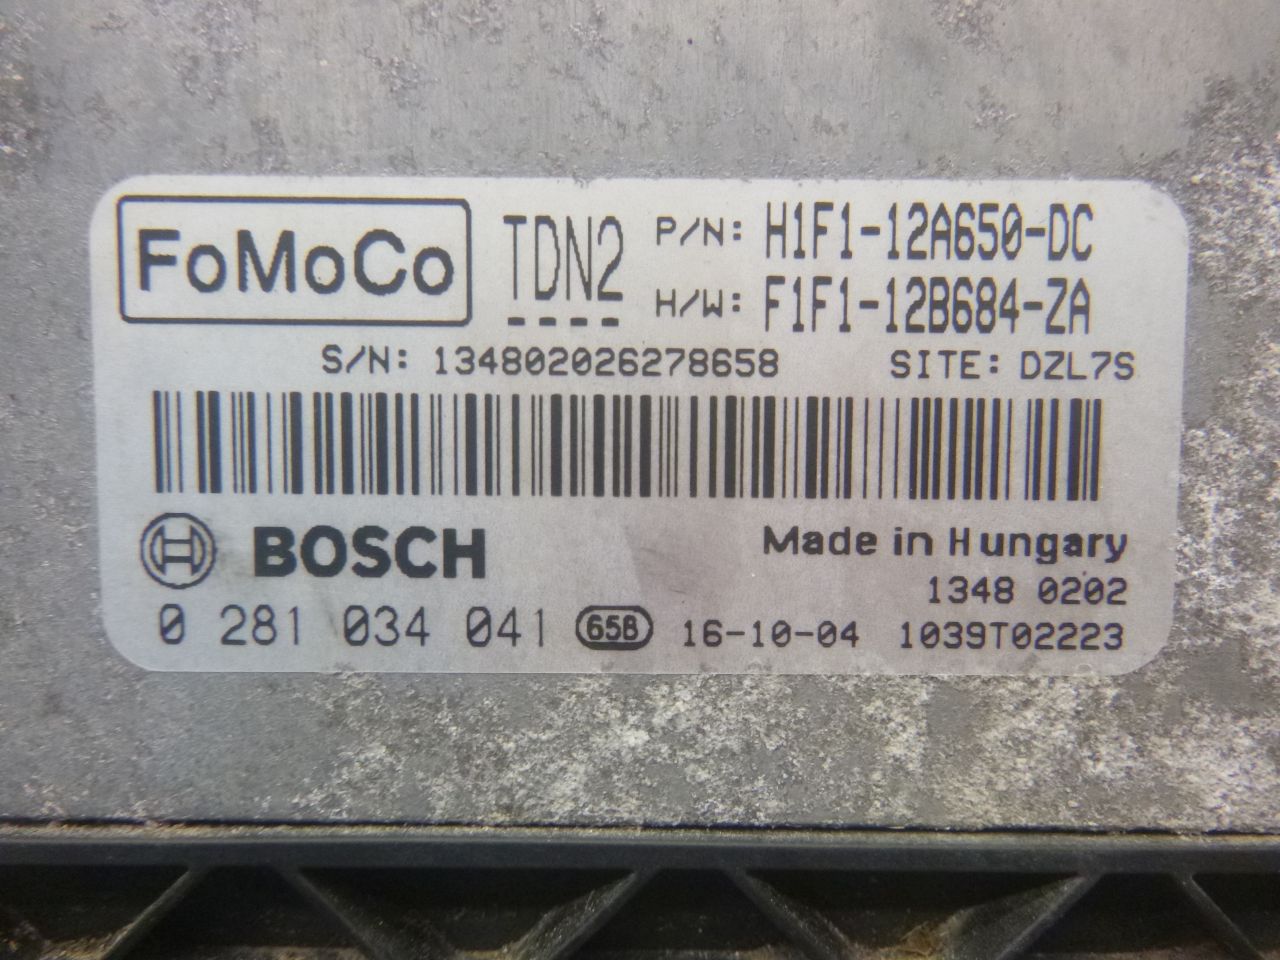 FoMoCo TDN2 P/N: H1F1-12A650-DC
H/W: F1F1-12B684-ZA
S/N: 134802026278658 SITE: DZL7S
BOSCH Made in Hungary
1348 0202
0 281 034 041 65B 16-10-04 1039T02223